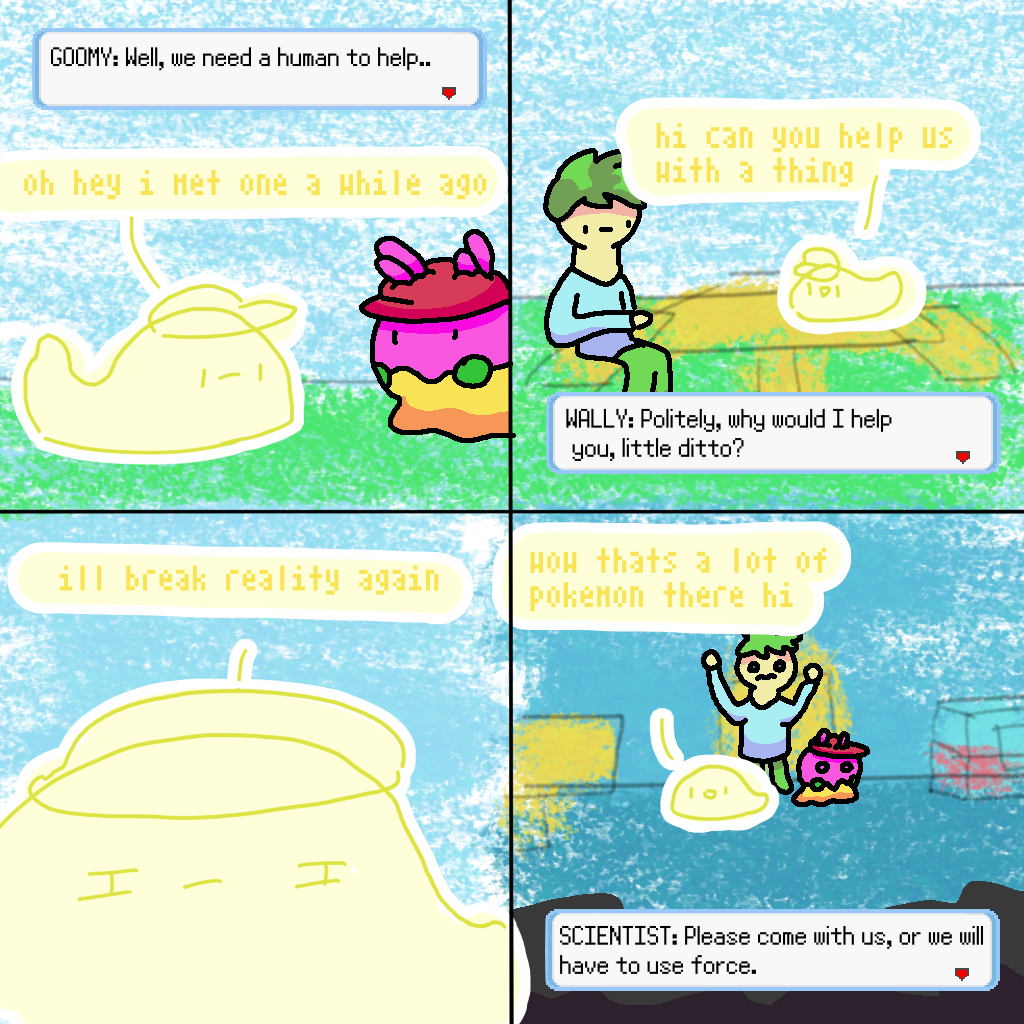 GOOMY: Well, we need a human to help..
oh hey i met one a while ago
hi can you help us
with a thing
WALLY: Politely, why would I help
you, little ditto?
ill break reality again
wow thats a lot of
pokemon there hi
SCIENTIST: Please come with us, or we will
have to use force.